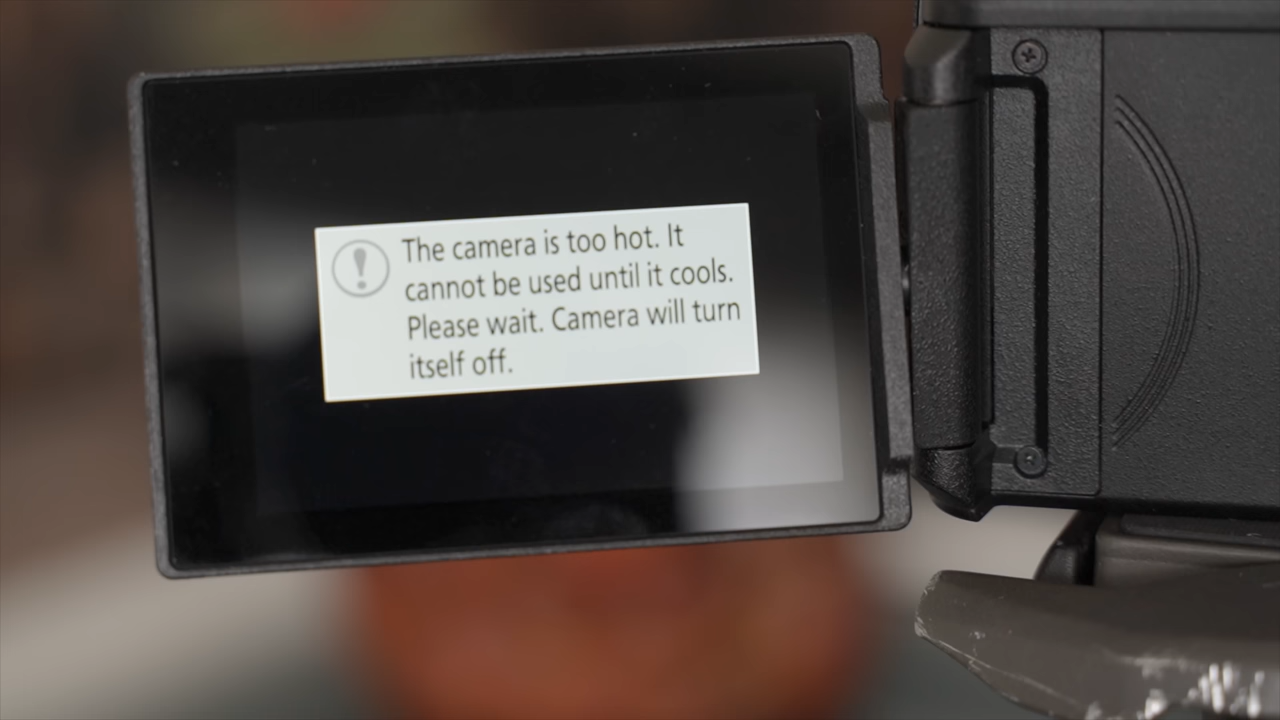 The camera is too hot. It
cannot be used until it cools.
Please wait. Camera will turn
itself off.